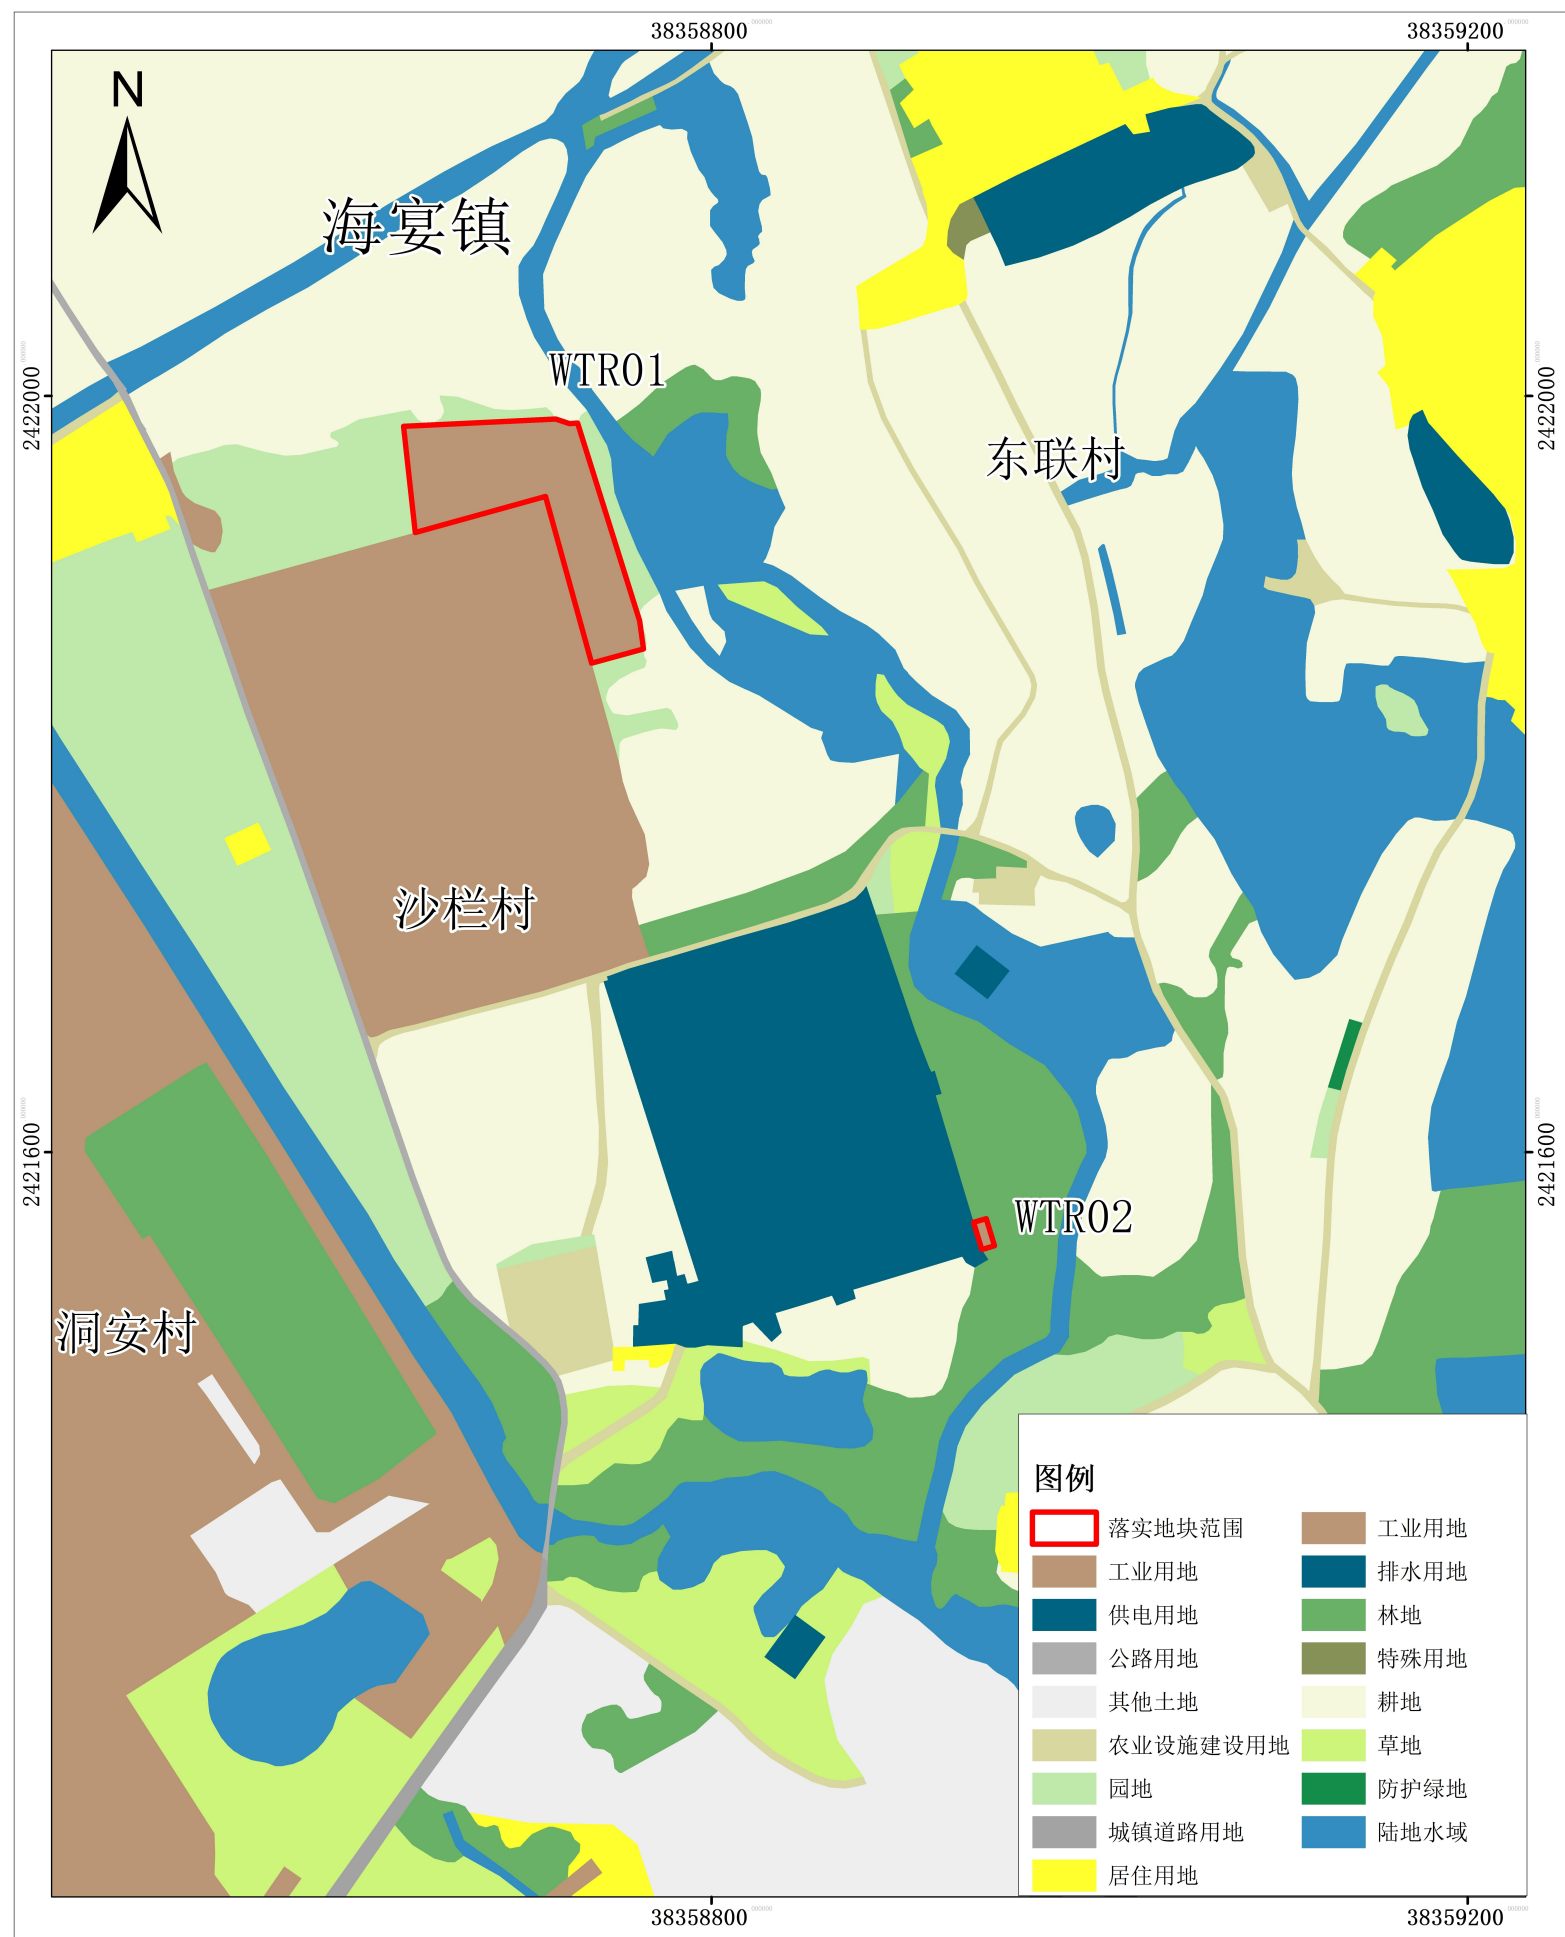 38358800
38359200
N
海宴镇
WTR01
2422000
2422000
东联村
沙栏村
2421600
2421600
WTR02
洞安村
图例
落实地块范围
工业用地
工业用地
排水用地
供电用地
林地
公路用地
特殊用地
其他土地
耕地
农业设施建设用地
草地
园地
防护绿地
城镇道路用地
陆地水域
居住用地
38358800
38359200